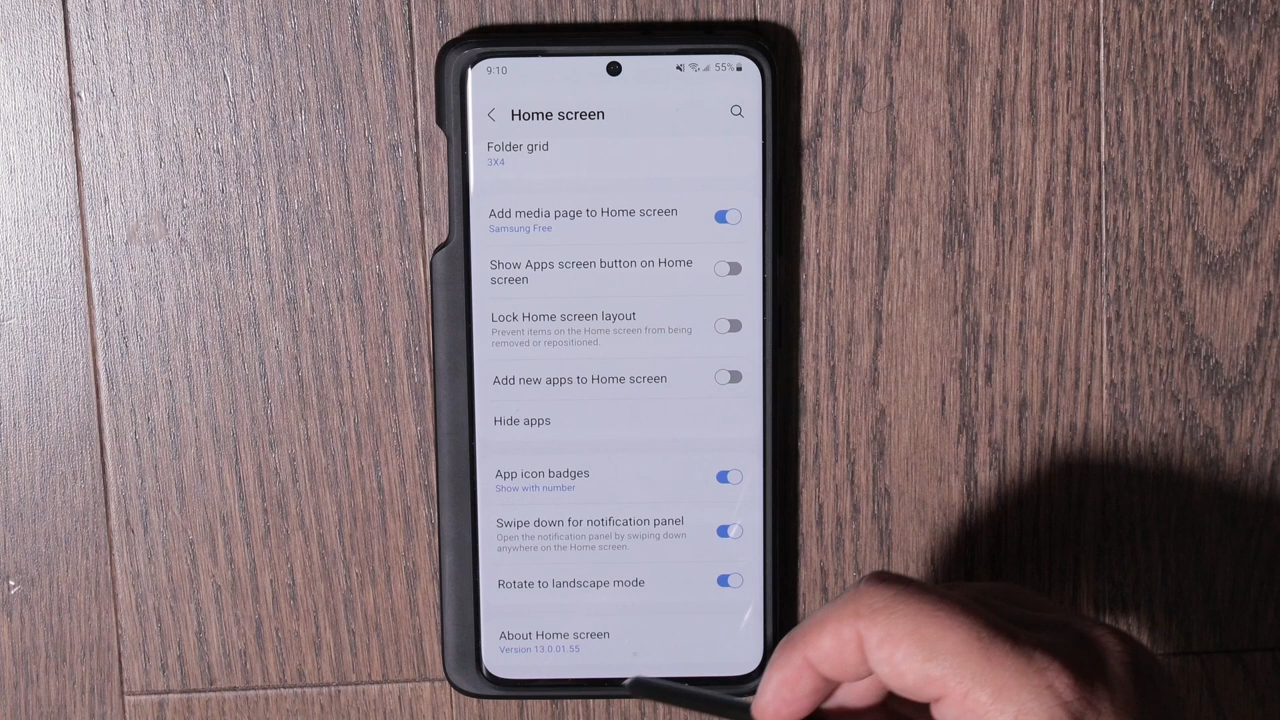 9:10
55%
Home screen
Folder grid
3X4
Add media page to Home screen
Samsung Free
Show Apps screen button on Home
screen
Lock Home screen layout
Prevent items on the Home screen from being
removed or repositioned.
Add new apps to Home screen
Hide apps
App icon badges
Show with number
Swipe down for notification panel
Open the notification panel by swiping down
anywhere on the Home screen.
Rotate to landscape mode
About Home screen
Version 13.0.01.55